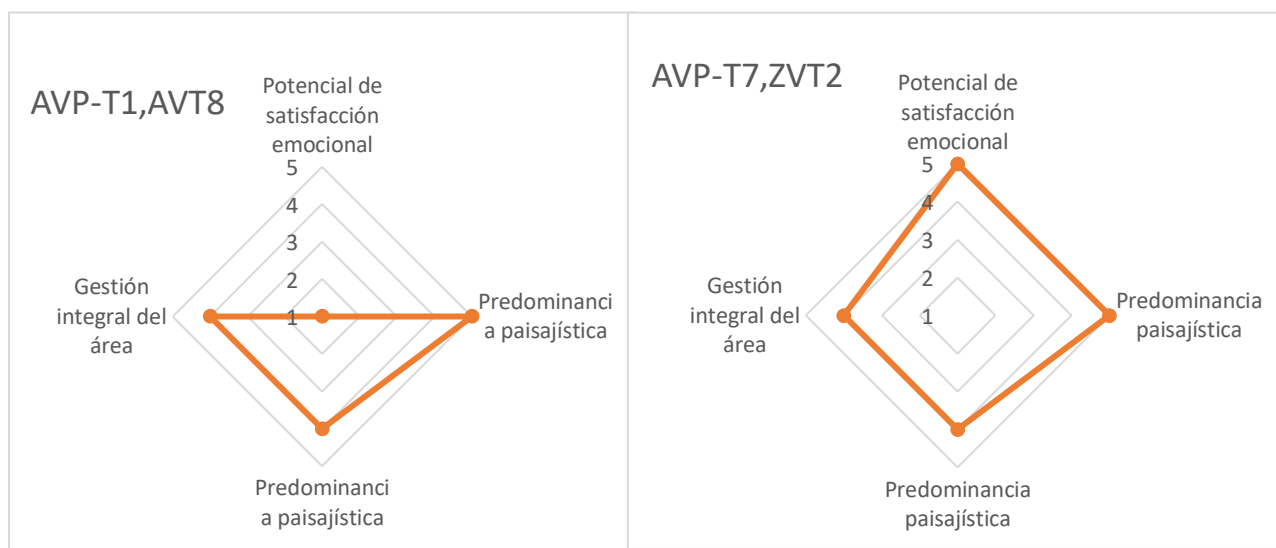 AVP-T1,AVT8
Potencial de
satisfacción
emocional
5
4
3
2
1
Gestión
integral del
área
Predominanci
a paisajística
Predominanci
a paisajística
AVP-T7,ZVT2
Potencial de
satisfacción
emocional
5
4
3
2
1
Gestión
integral del
área
Predominancia
paisajística
Predominancia
paisajística